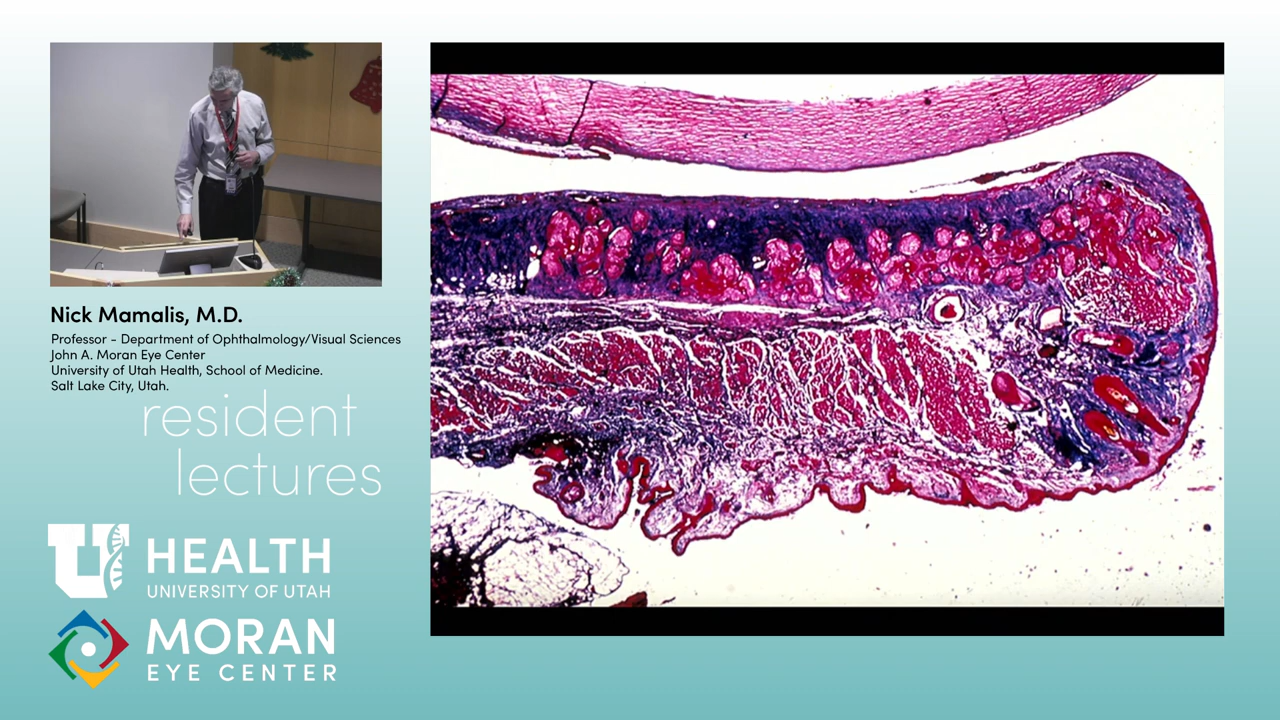 Nick Mamalis, M.D.
Professor - Department of Ophthalmology/Visual Sciences
John A. Moran Eye Center
University of Utah Health, School of Medicine.
Salt Lake City, Utah.
resident
lectures
U HEALTH
UNIVERSITY OF UTAH
MORAN
EYE CENTER